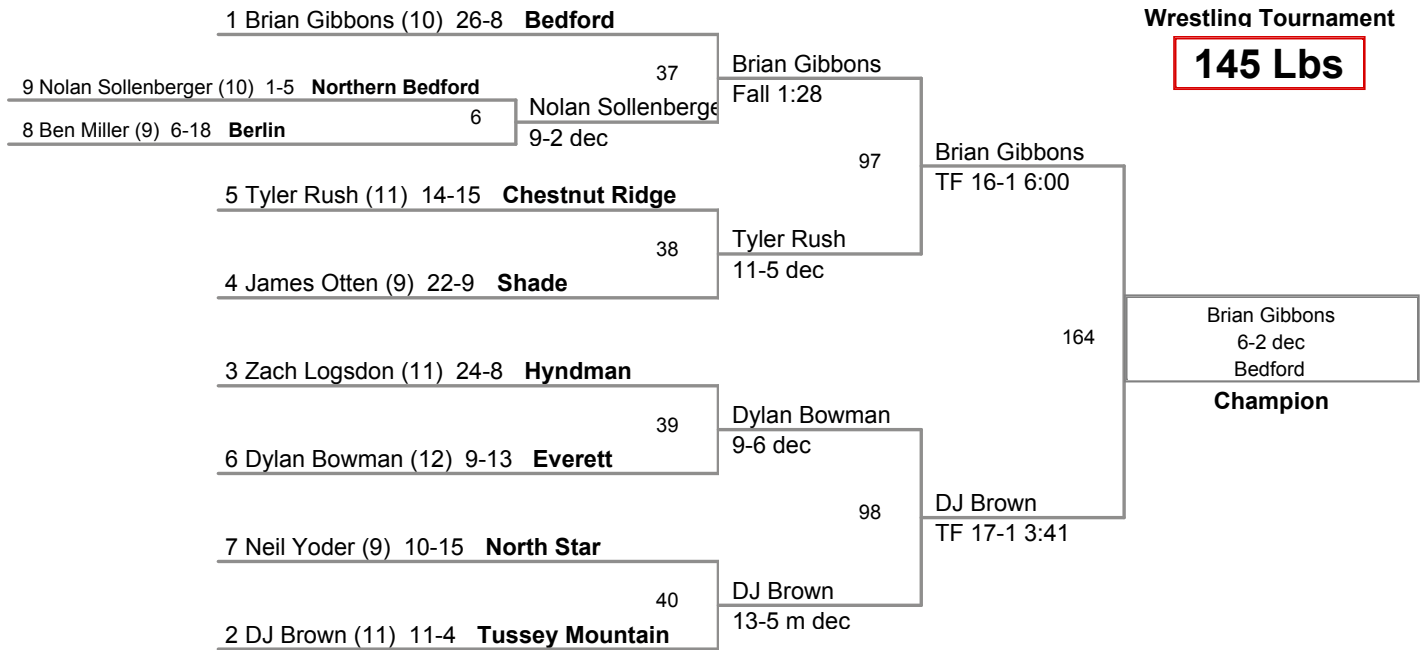 1 Brian Gibbons (10) 26-8 Bedford
Wrestling Tournament
145 Lbs
9 Nolan Sollenberger (10) 1-5 Northern Bedford
6
8 Ben Miller (9) 6-18 Berlin
Nolan Sollenberge
9-2 dec
37
Brian Gibbons
Fall 1:28
5 Tyler Rush (11) 14-15 Chestnut Ridge
38
4 James Otten (9) 22-9 Shade
Tyler Rush
11-5 dec
97
Brian Gibbons
TF 16-1 6:00
3 Zach Logsdon (11) 24-8 Hyndman
39
6 Dylan Bowman (12) 9-13 Everett
Dylan Bowman
9-6 dec
7 Neil Yoder (9) 10-15 North Star
40
2 DJ Brown (11) 11-4 Tussey Mountain
DJ Brown
13-5 m dec
98
DJ Brown
TF 17-1 3:41
164
Brian Gibbons
6-2 dec
Bedford
Champion